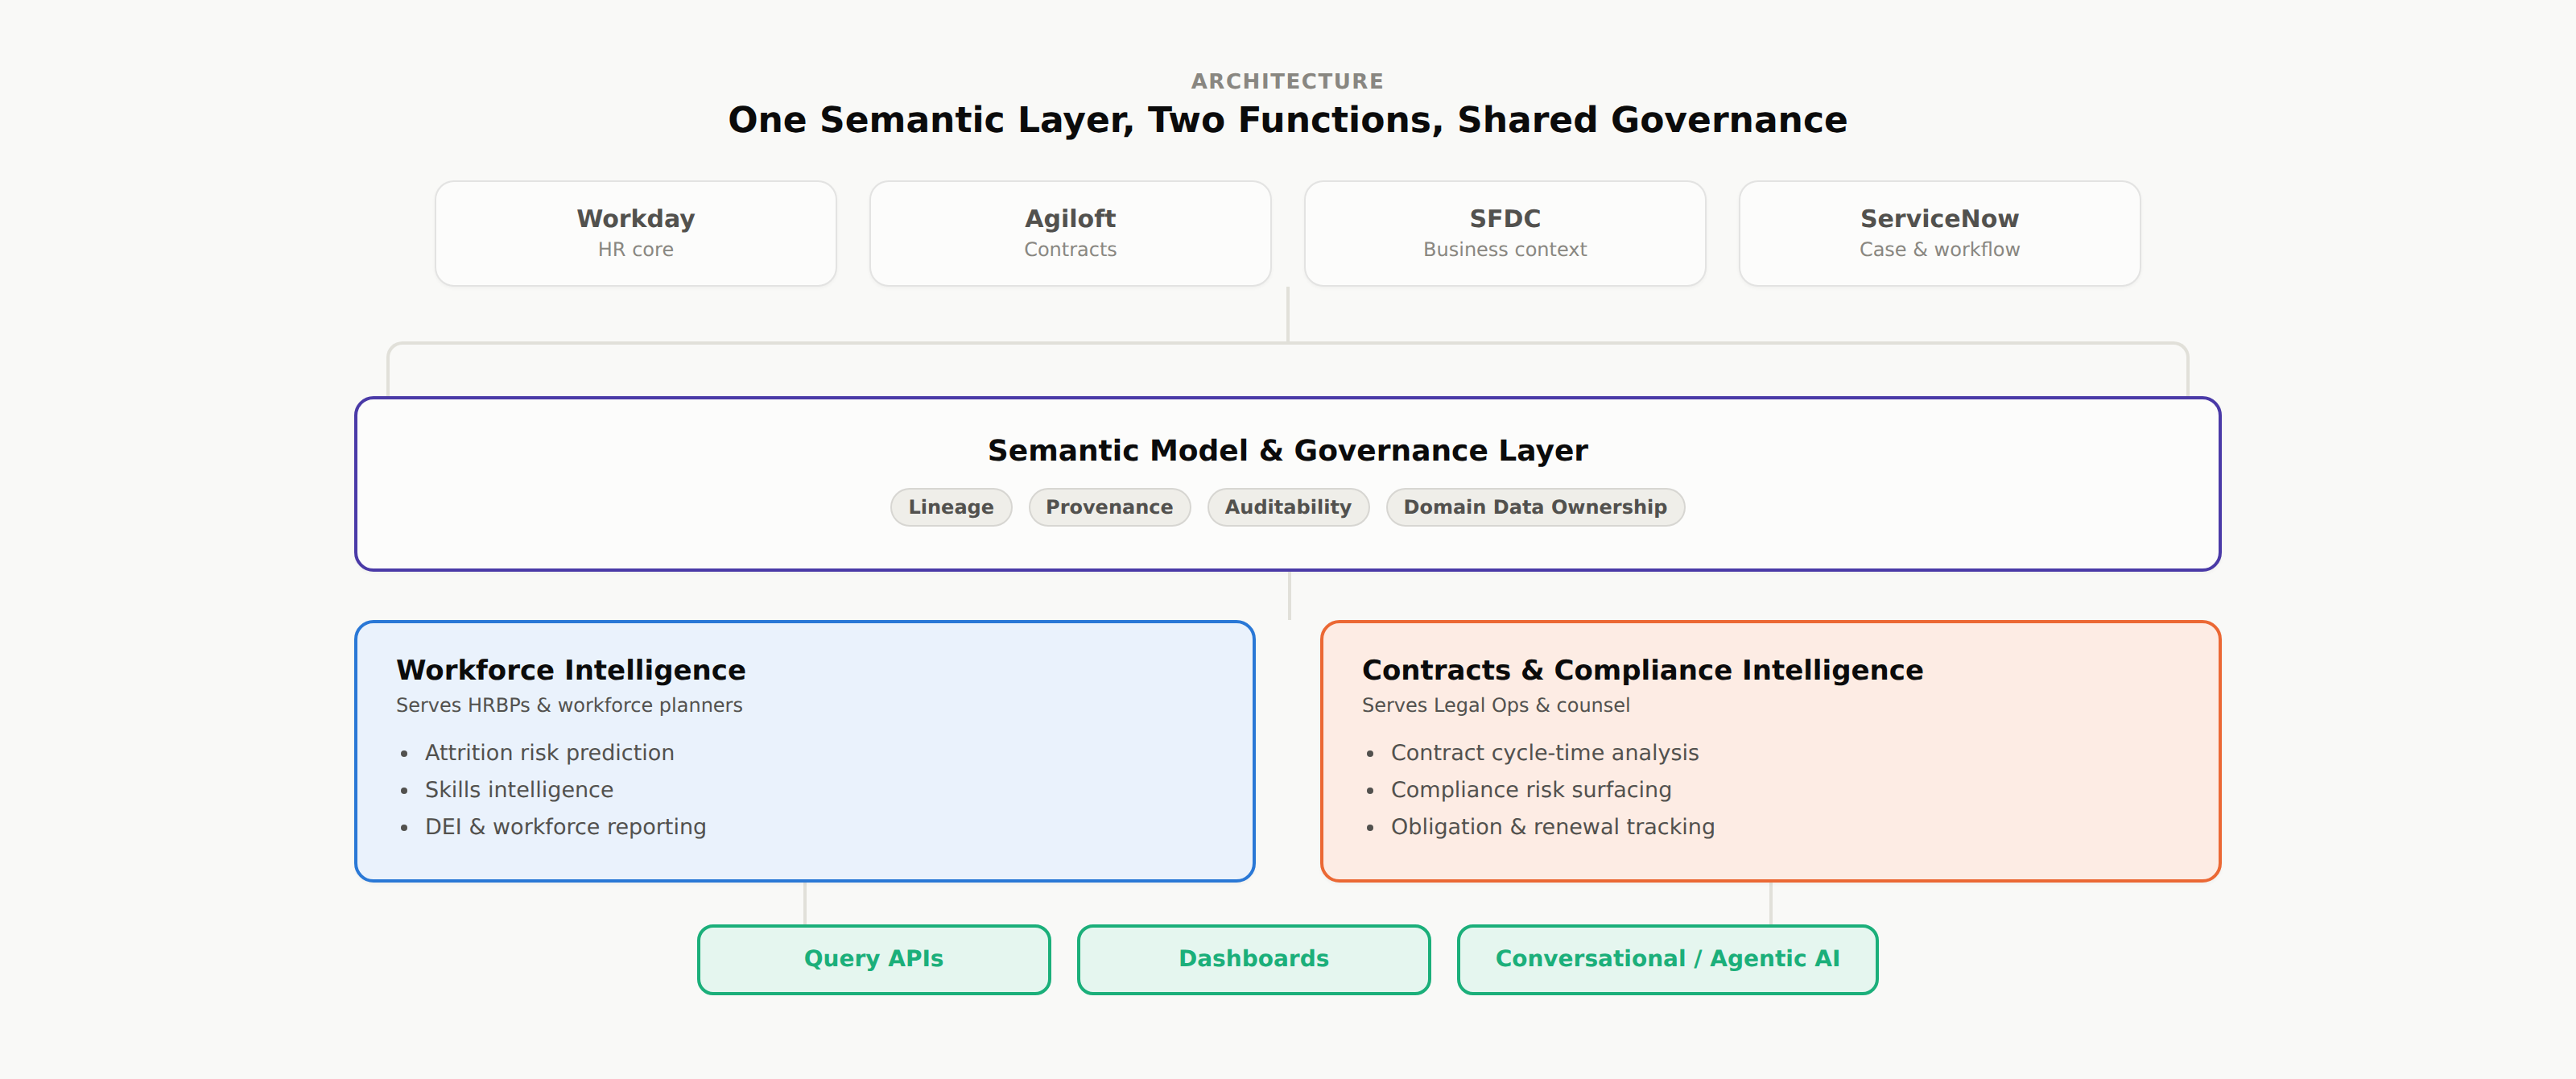 ARCHITECTURE
One Semantic Layer, Two Functions, Shared Governance
Workday
HR core
Agiloft
Contracts
SFDC
Business context
ServiceNow
Case & workflow
Semantic Model & Governance Layer
Lineage
Provenance
Auditability
Domain Data Ownership
Workforce Intelligence
Serves HRBPs & workforce planners
• Attrition risk prediction
• Skills intelligence
• DEI & workforce reporting
Contracts & Compliance Intelligence
Serves Legal Ops & counsel
• Contract cycle-time analysis
• Compliance risk surfacing
• Obligation & renewal tracking
Query APIs
Dashboards
Conversational / Agentic AI